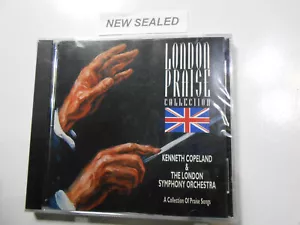 NEW SEALED
LONDON
PRAISE
COLLECTION
KENNETH COPELAND
&
THE LONDON
SYMPHONY ORCHESTRA
A Collection Of Praise Songs